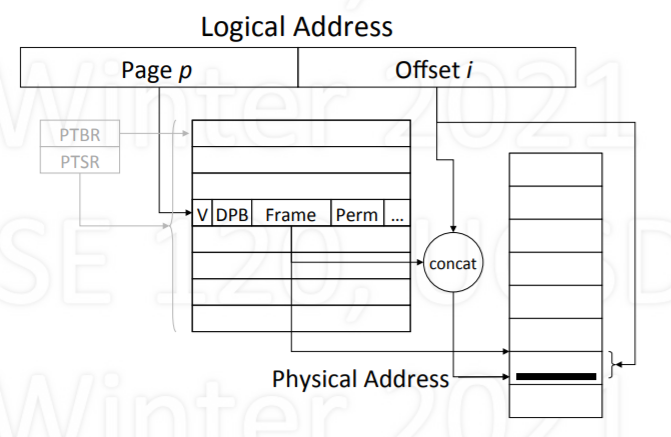 Logical Address
Page p
Offset i
PTBR
PTSR
V DPB Frame Perm ...
concat
Physical Address
Winter 2021
CSE 120, UCSD
Winter 2021